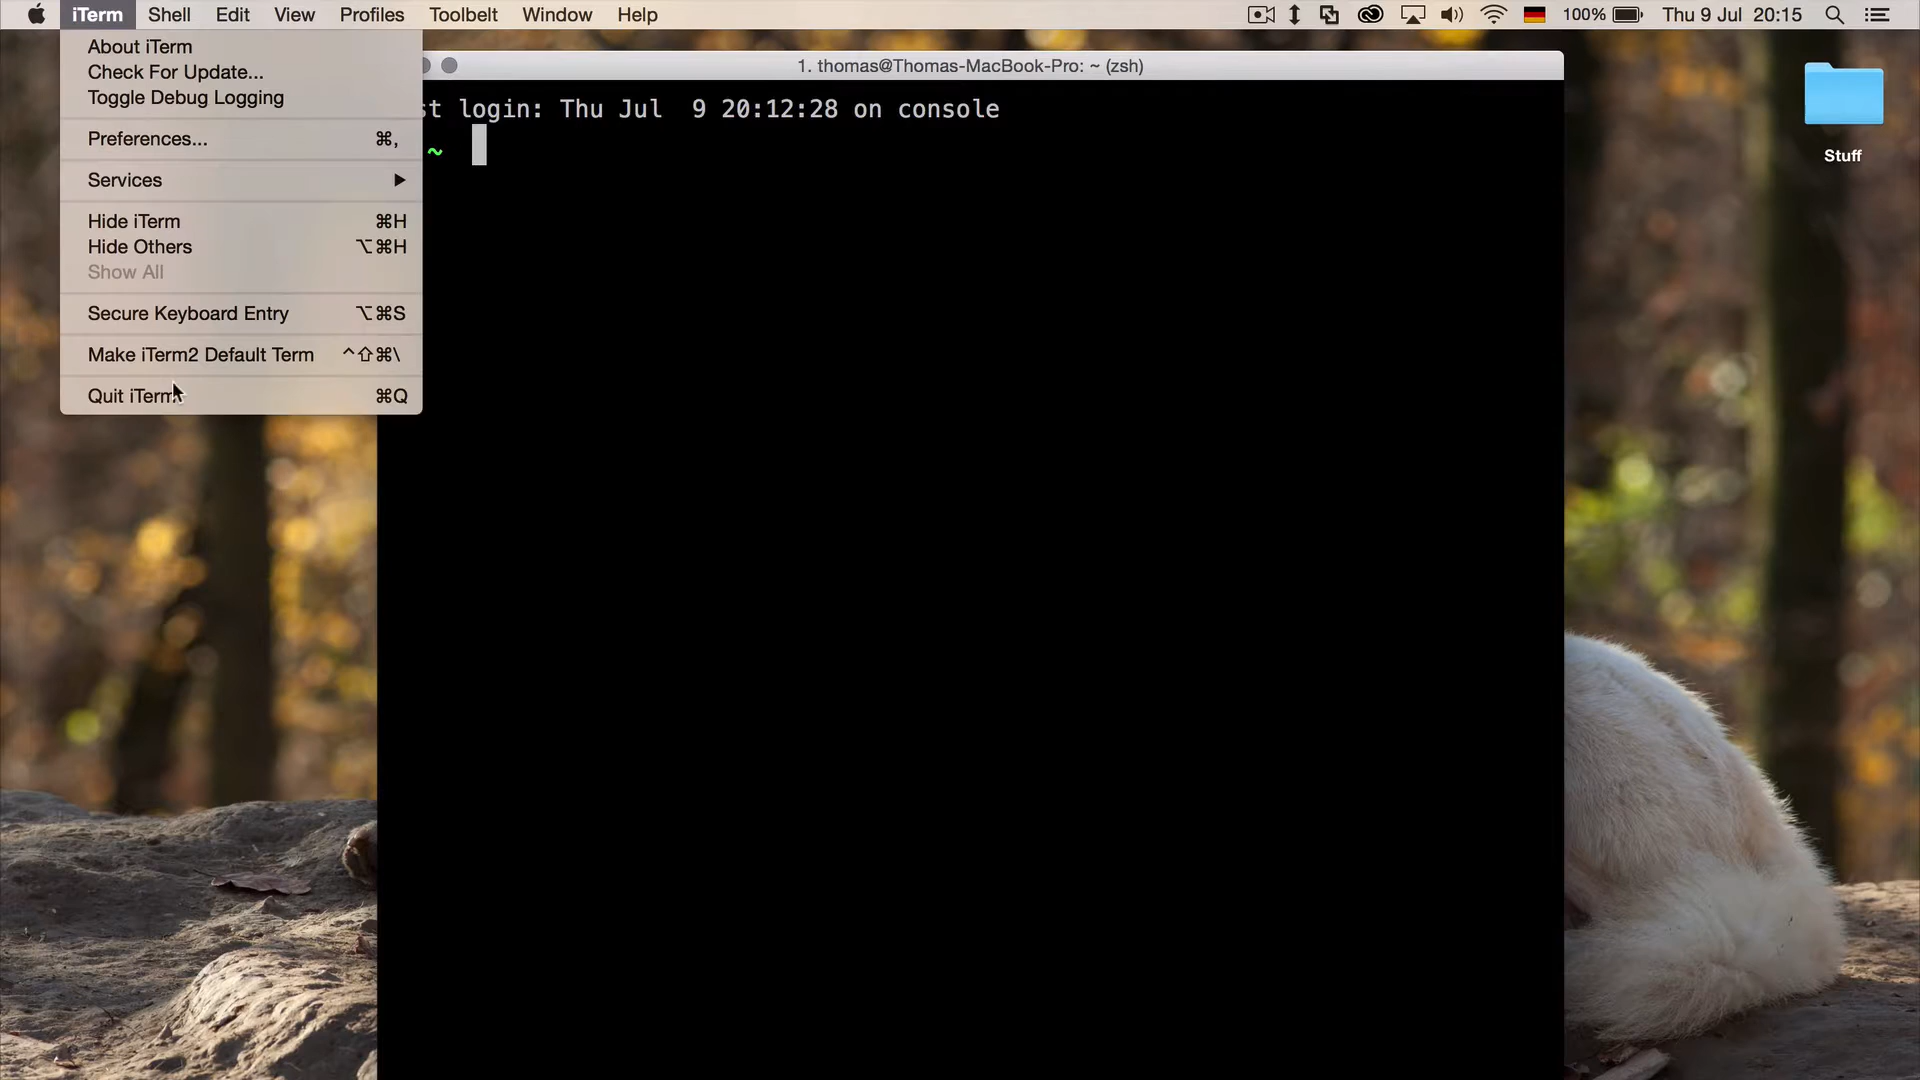 iTerm Shell Edit View Profiles Toolbelt Window Help 100% Thu 9 Jul 20:15
About iTerm
Check For Update...
Toggle Debug Logging
Preferences... ⌘,
Services ▶
Hide iTerm ⌘H
Hide Others ⌥⌘H
Show All
Secure Keyboard Entry ⌥⌘S
Make iTerm2 Default Term ^⇧⌘\
Quit iTerm ⌘Q
1. thomas@Thomas-MacBook-Pro: ~ (zsh)
st login: Thu Jul  9 20:12:28 on console
~
Stuff